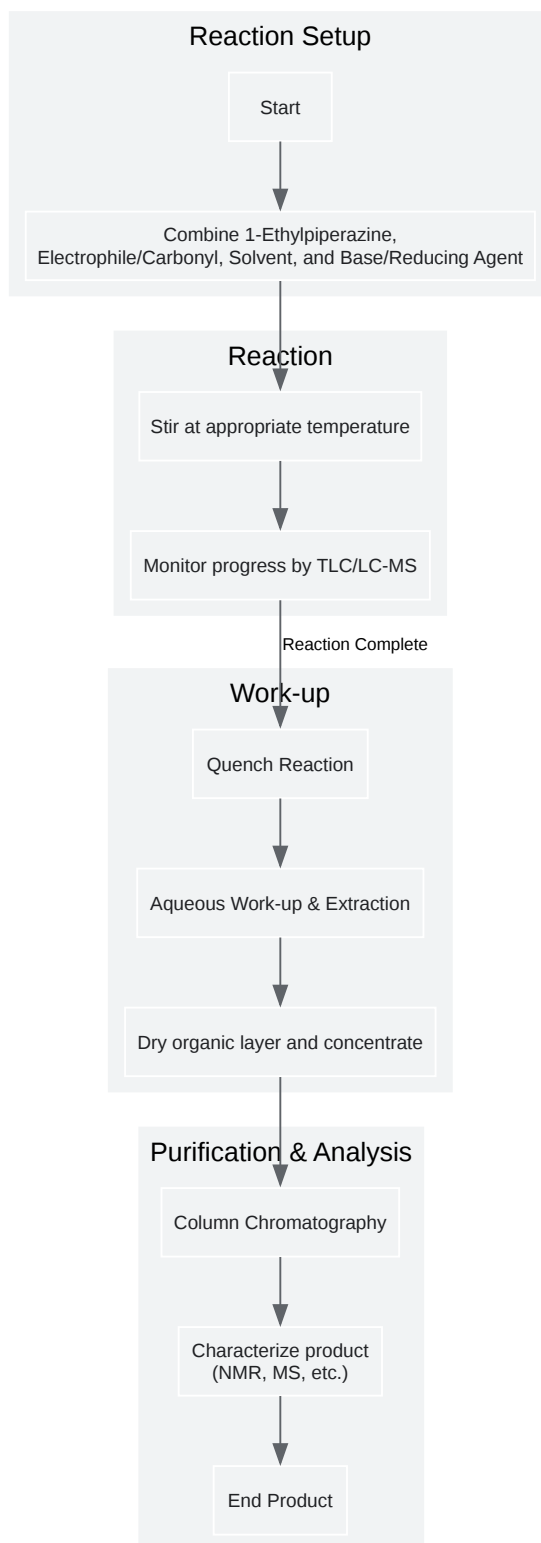 Reaction Setup
Start
Combine 1-Ethylpiperazine,
Electrophile/Carbonyl, Solvent, and Base/Reducing Agent
Reaction
Stir at appropriate temperature
Monitor progress by TLC/LC-MS
Reaction Complete
Work-up
Quench Reaction
Aqueous Work-up & Extraction
Dry organic layer and concentrate
Purification & Analysis
Column Chromatography
Characterize product
(NMR, MS, etc.)
End Product